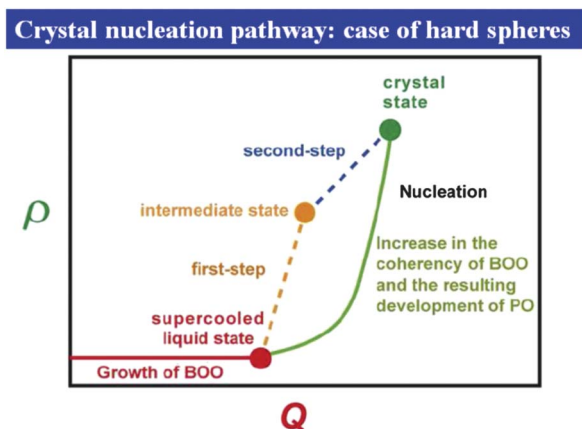 Crystal nucleation pathway: case of hard spheres
crystal
state
second-step
Nucleation
ρ
intermediate state
Increase in the
coherency of BOO
and the resulting
development of PO
first-step
supercooled
liquid state
Growth of BOO
Q